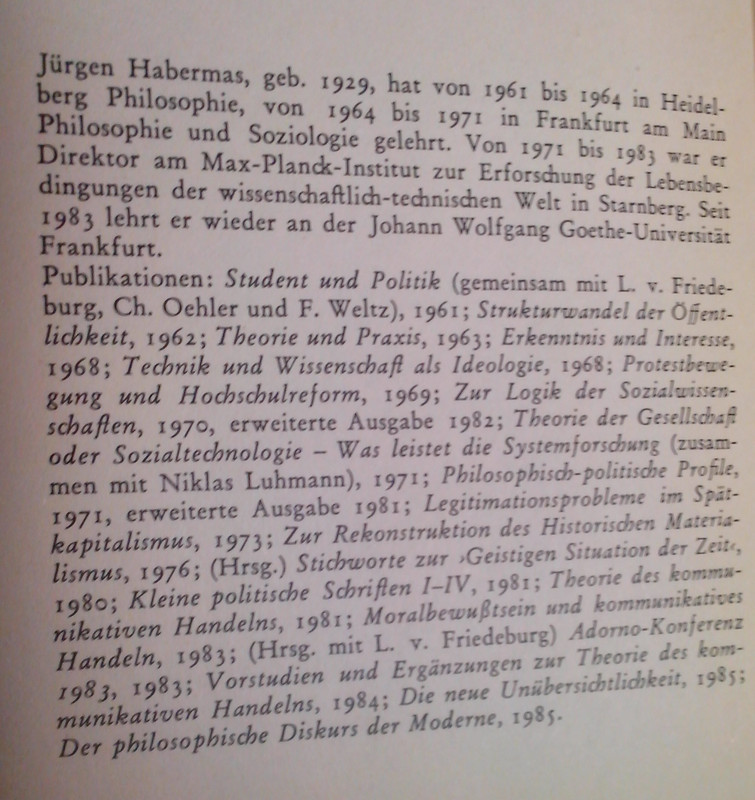 Jürgen Habermas, geb. 1929, hat von 1961 bis 1964 in Heidel-
berg Philosophie, von 1964 bis 1971 in Frankfurt am Main
Philosophie und Soziologie gelehrt. Von 1971 bis 1983 war er
Direktor am Max-Planck-Institut zur Erforschung der Lebensbe-
dingungen der wissenschaftlich-technischen Welt in Starnberg. Seit
1983 lehrt er wieder an der Johann Wolfgang Goethe-Universität
Frankfurt.
Publikationen: Student und Politik (gemeinsam mit L. v. Friede-
burg, Ch. Oehler und F. Weltz), 1961; Strukturwandel der Öffent-
lichkeit, 1962; Theorie und Praxis, 1963; Erkenntnis und Interesse,
1968; Technik und Wissenschaft als Ideologie, 1968; Protestbewe-
gung und Hochschulreform, 1969; Zur Logik der Sozialwissen-
schaften, 1970, erweiterte Ausgabe 1982; Theorie der Gesellschaft
oder Sozialtechnologie – Was leistet die Systemforschung (zusam-
men mit Niklas Luhmann), 1971; Philosophisch-politische Profile,
1971, erweiterte Ausgabe 1981; Legitimationsprobleme im Spät-
kapitalismus, 1973; Zur Rekonstruktion des Historischen Materia-
lismus, 1976; (Hrsg.) Stichworte zur ›Geistigen Situation der Zeit‹,
1980; Kleine politische Schriften I–IV, 1981; Theorie des kommu-
nikativen Handelns, 1981; Moralbewußtsein und kommunikatives
Handeln, 1983; (Hrsg. mit L. v. Friedeburg) Adorno-Konferenz
1983, 1983; Vorstudien und Ergänzungen zur Theorie des kom-
munikativen Handelns, 1984; Die neue Unübersichtlichkeit, 1985;
Der philosophische Diskurs der Moderne, 1985.